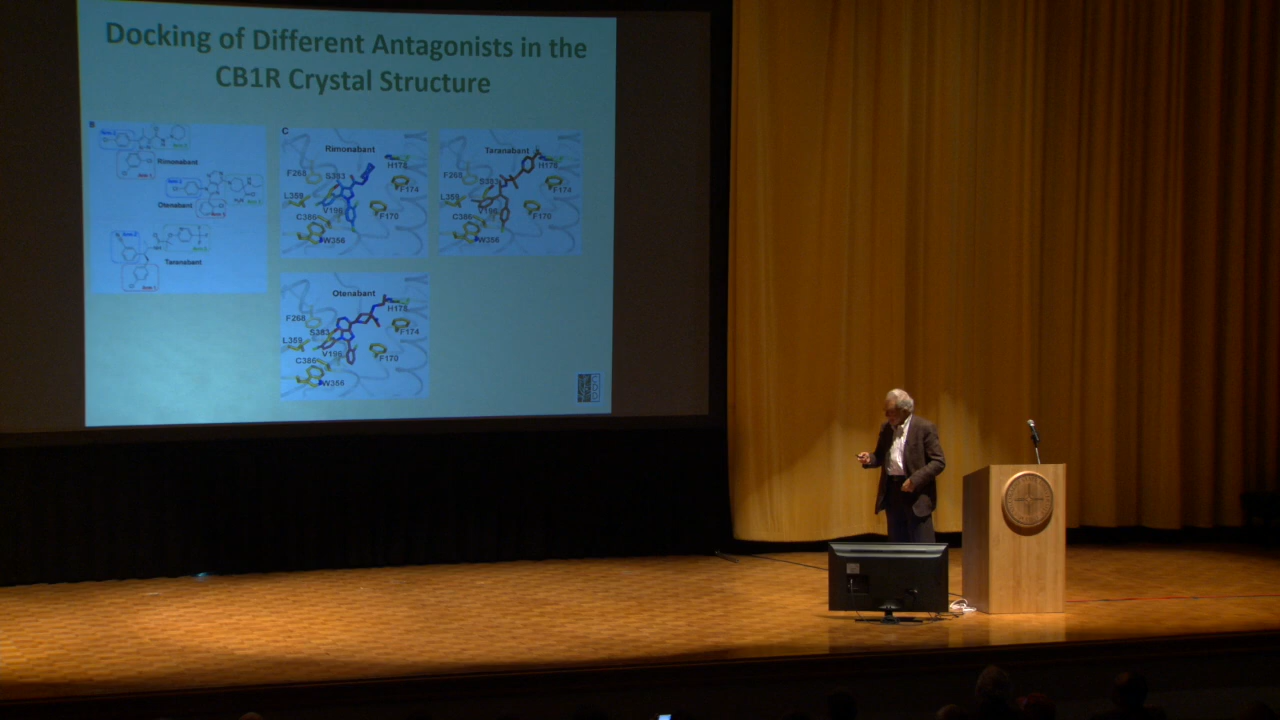 Docking of Different Antagonists in the
CB1R Crystal Structure
B
Rimonabant
Otenabant
Taranabant
C
Rimonabant
H178
F268
S383
F174
L359
V196
F170
C386
W356
Taranabant
H178
F268
S383
F174
L359
V196
F170
C386
W356
Otenabant
H178
F268
S383
F174
L359
V196
F170
C386
W356